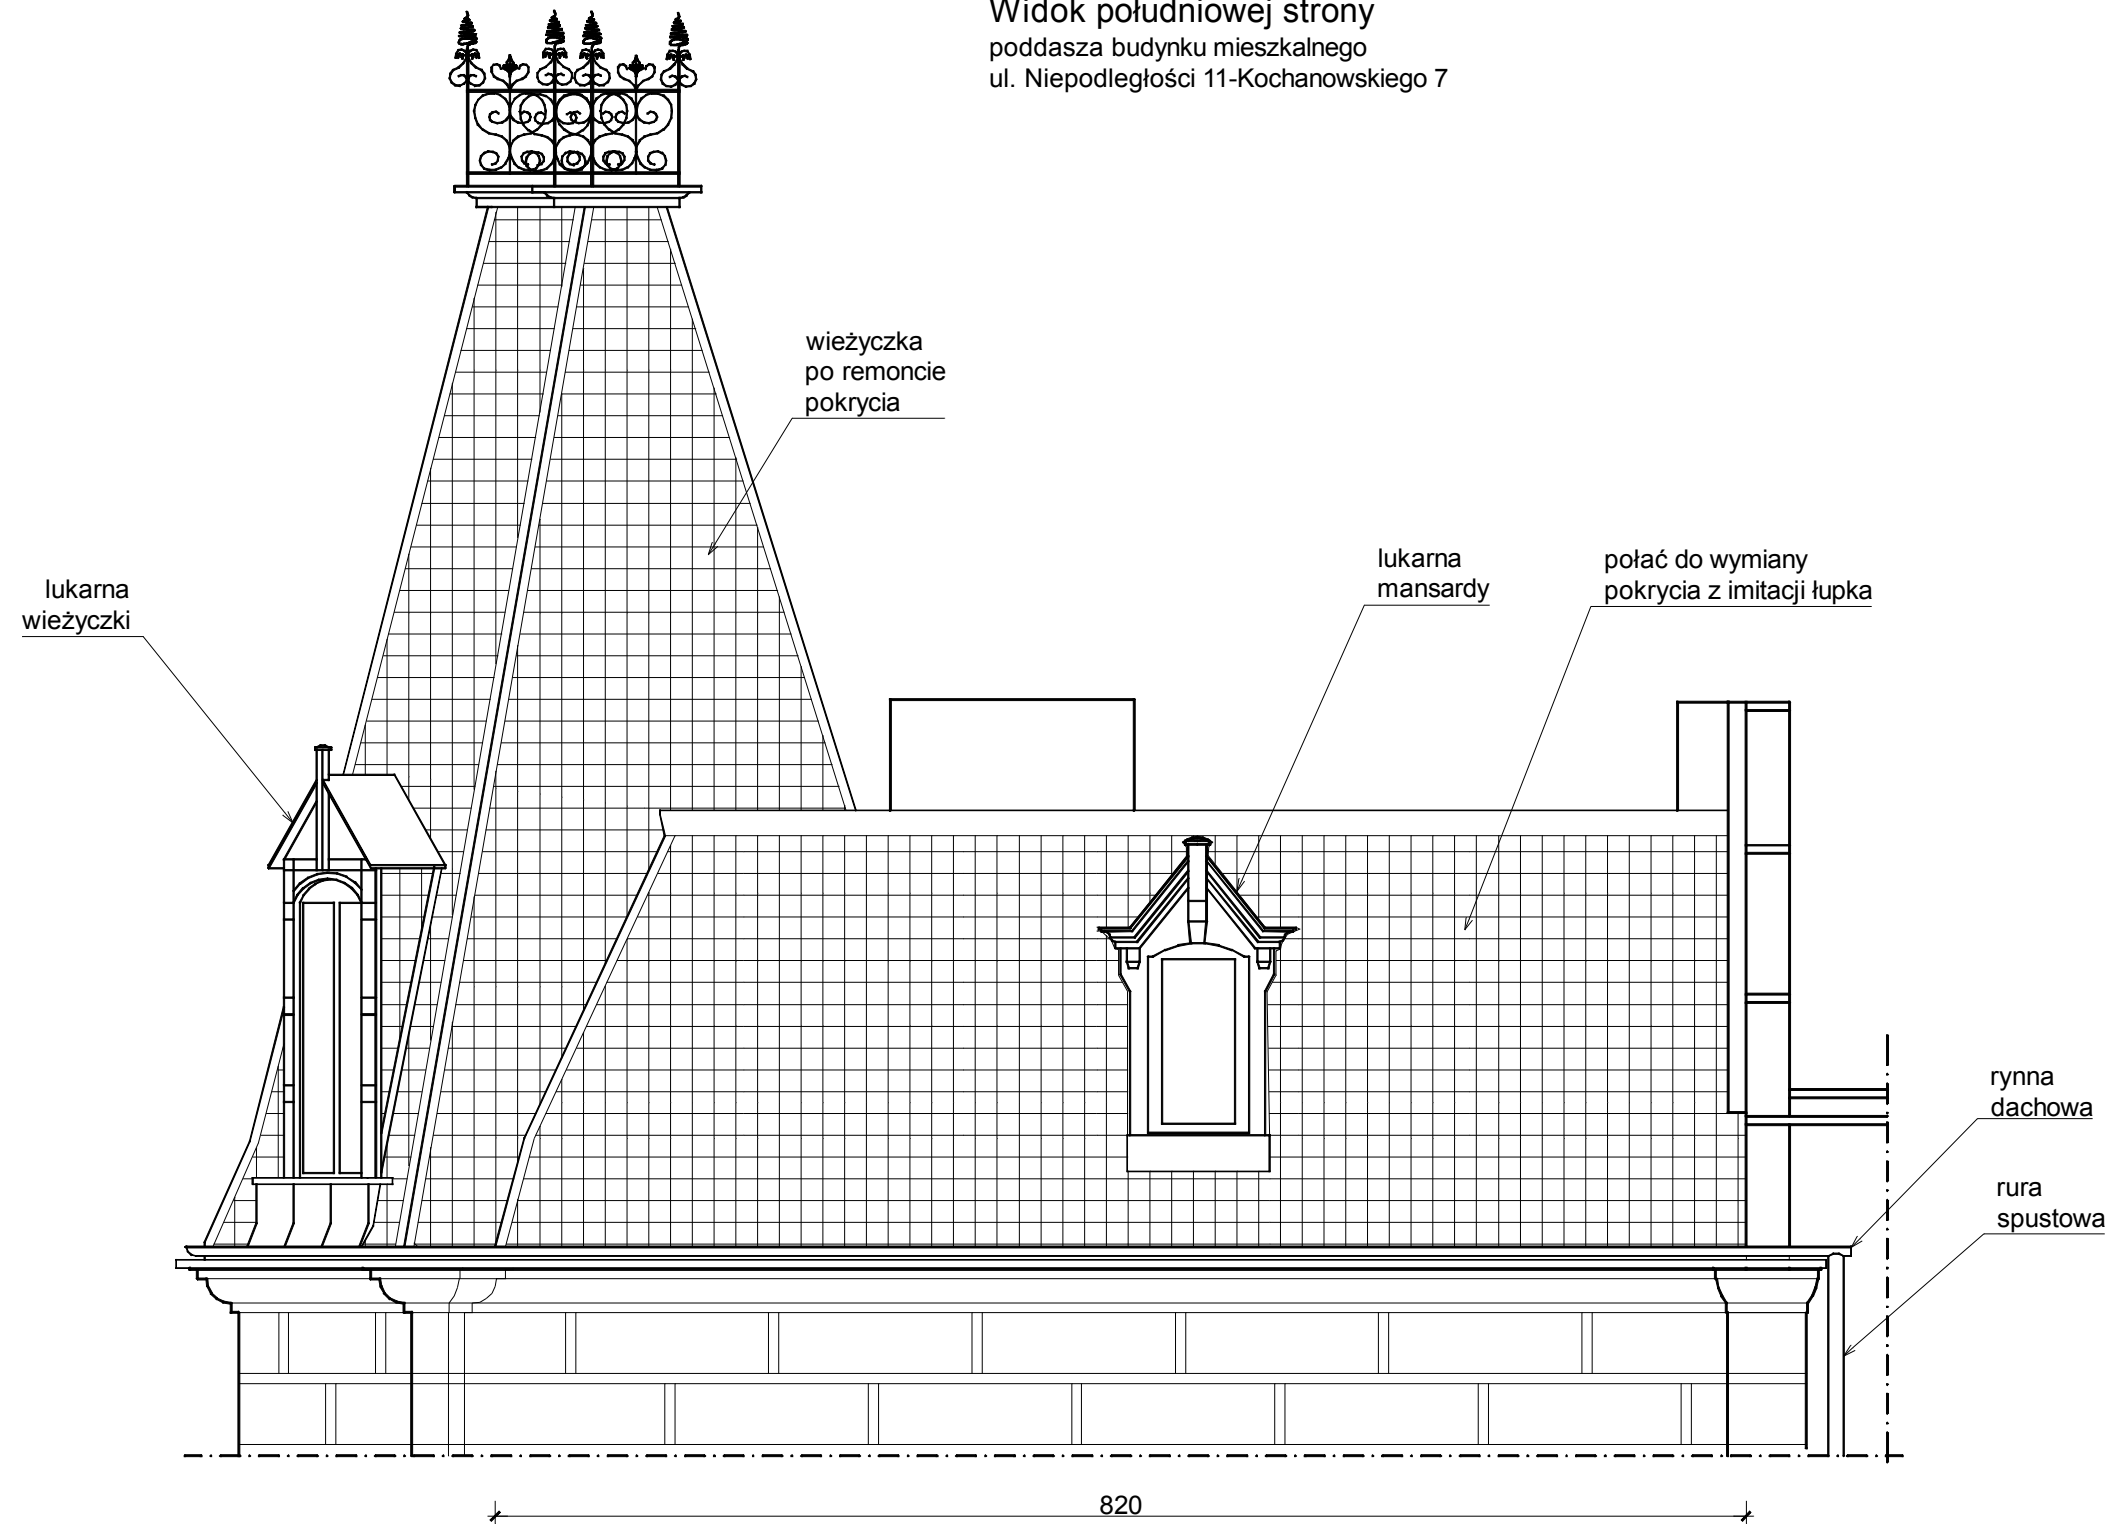 Widok południowej strony
poddasza budynku mieszkalnego
ul. Niepodległości 11-Kochanowskiego 7
wieżyczka
po remoncie
pokrycia
lukarna
wieżyczki
lukarna
mansardy
połać do wymiany
pokrycia z imitacji łupka
rynna
dachowa
rura
spustowa
820